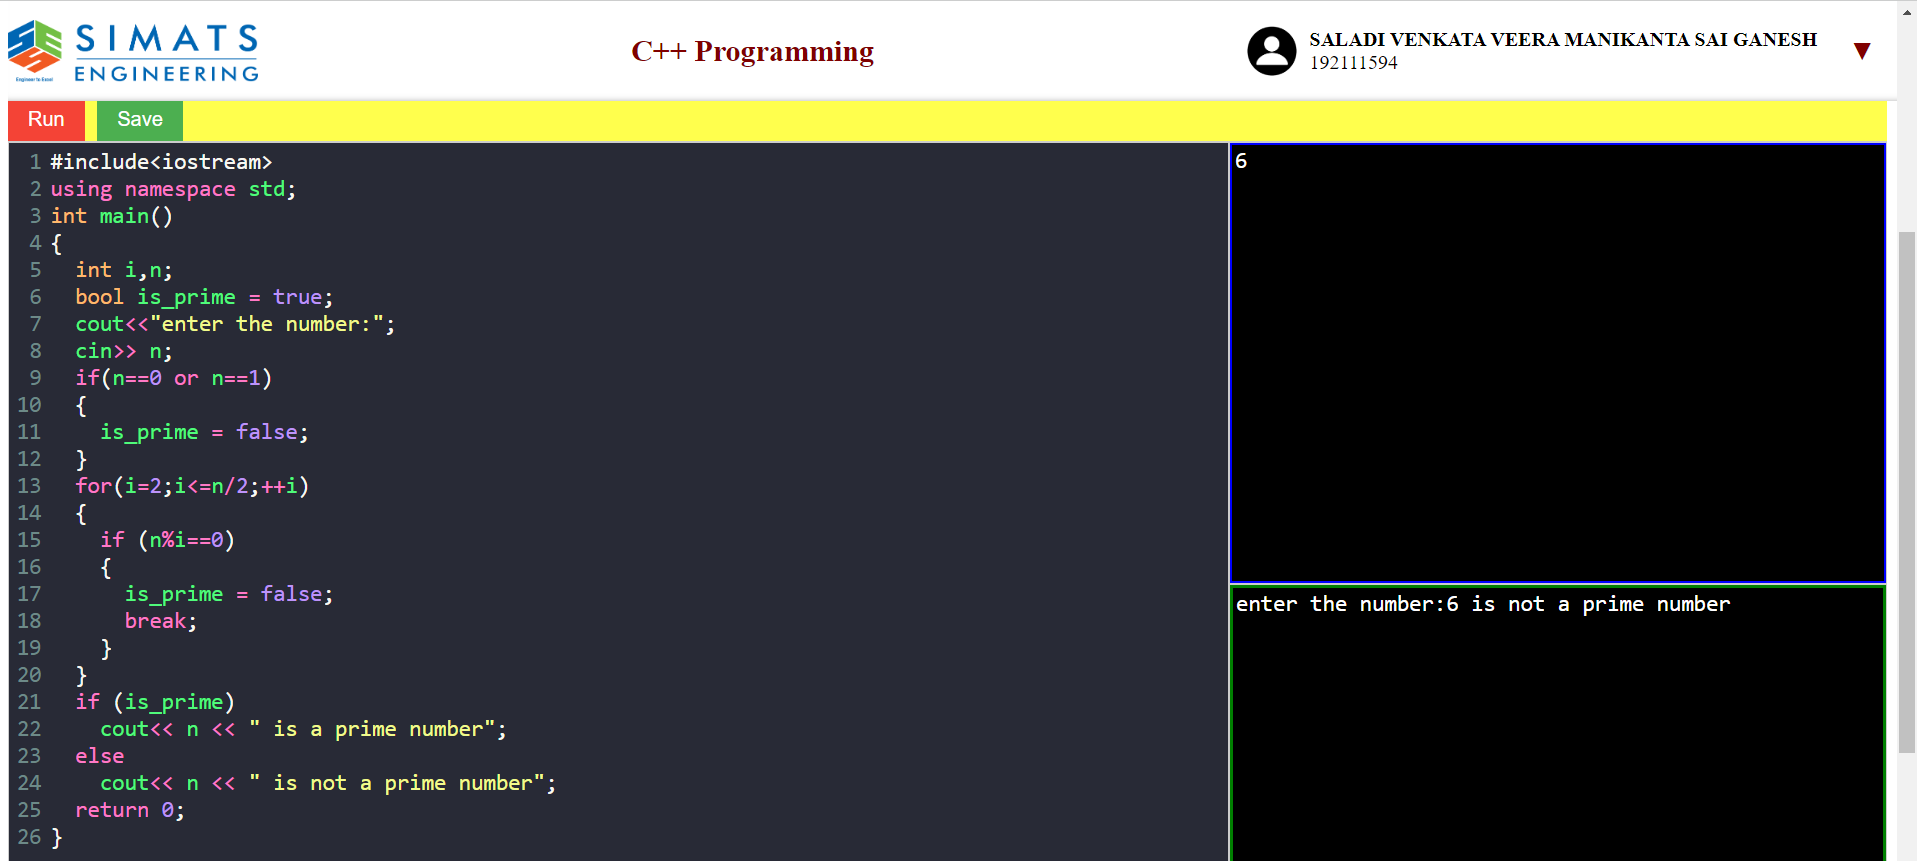 SIMATS
ENGINEERING
Engineer to Excel
C++ Programming
SALADI VENKATA VEERA MANIKANTA SAI GANESH
192111594
Run
Save
1 #include<iostream>
2 using namespace std;
3 int main()
4 {
5   int i,n;
6   bool is_prime = true;
7   cout<<"enter the number:";
8   cin>> n;
9   if(n==0 or n==1)
10   {
11     is_prime = false;
12   }
13   for(i=2;i<=n/2;++i)
14   {
15     if (n%i==0)
16     {
17       is_prime = false;
18       break;
19     }
20   }
21   if (is_prime)
22     cout<< n << " is a prime number";
23   else
24     cout<< n << " is not a prime number";
25   return 0;
26 }
6
enter the number:6 is not a prime number